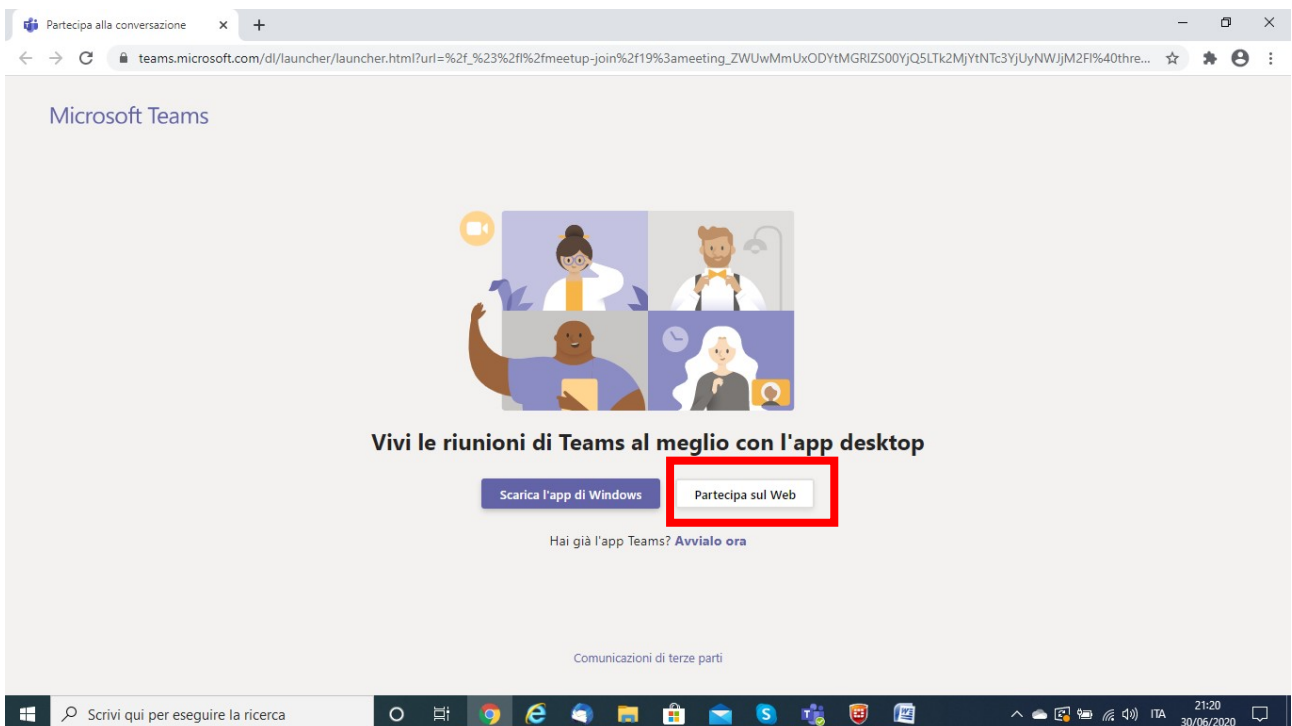 Partecipa alla conversazione
teams.microsoft.com/dl/launcher/launcher.html?url=%2f_%23%2fl%2fmeetup-join%2f19%3ameeting_ZWUwMmUxODYtMGRlZS00YjQ5LTk2MjYtNTc3YjUyNWJjM2Fl%40thre...
Microsoft Teams
Vivi le riunioni di Teams al meglio con l'app desktop
Scarica l'app di Windows Partecipa sul Web
Hai già l'app Teams? Avvialo ora
Comunicazioni di terze parti
Scrivi qui per eseguire la ricerca
ITA
21:20
30/06/2020